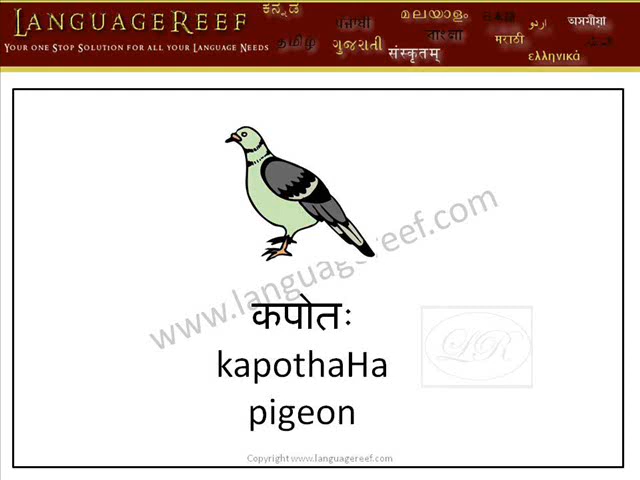 LANGUAGEREEF
YOUR ONE STOP SOLUTION FOR ALL YOUR LANGUAGE NEEDS
ಕನ್ನಡ
മലയാളം
اردو
অসমীয়া
தமிழ்
ગુજરાતી
संस्कृतम्
मराठी
ελληνικά
www.languagereef.com
कपोतः
kapothaHa
pigeon
LR
Copyright www.languagereef.com